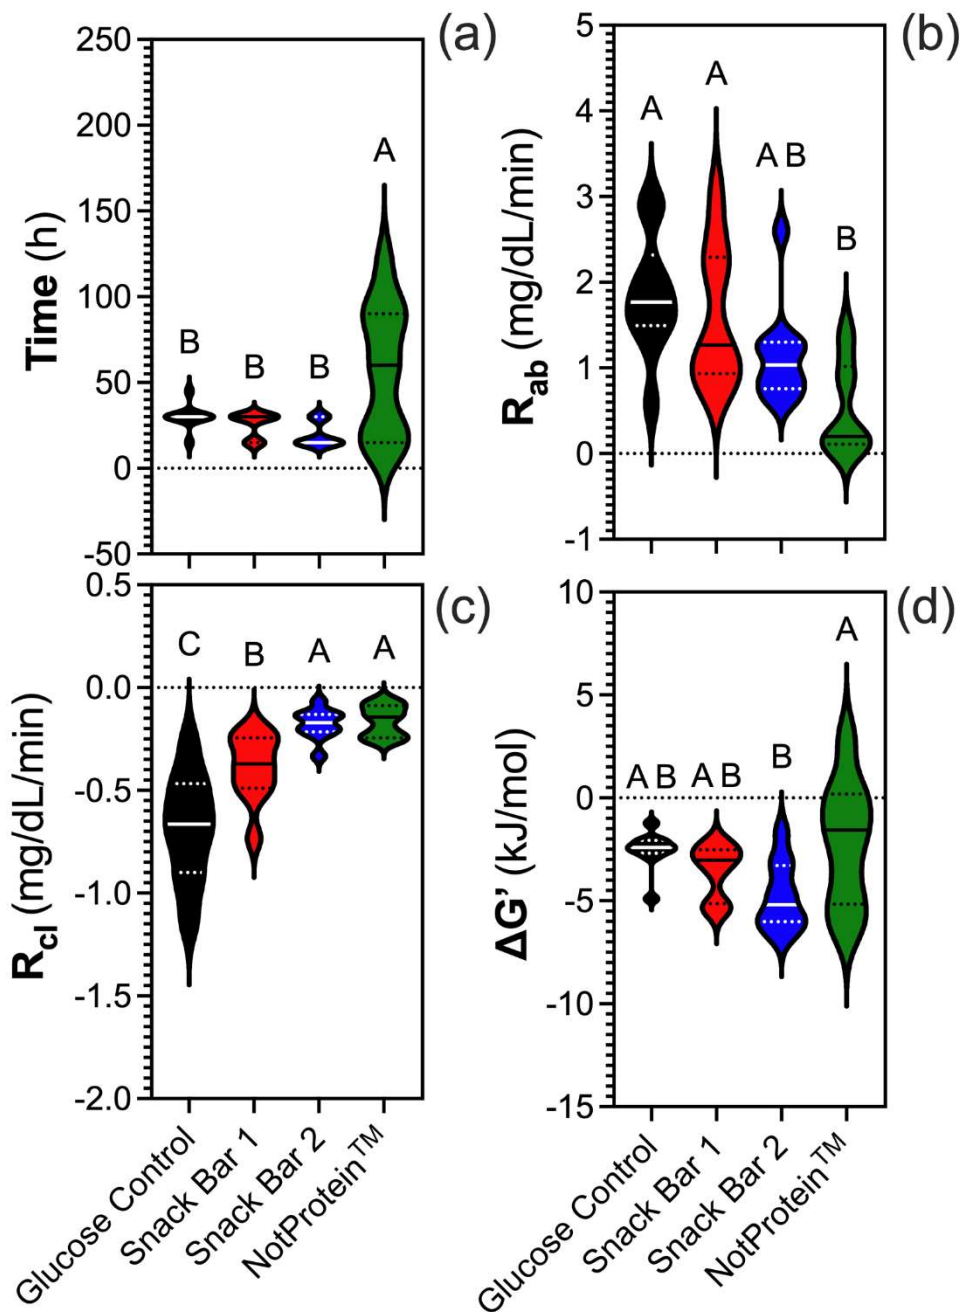 (a)
Time (h)
250
200
150
100
50
0
-50
B
B
B
A
(b)
R_ab (mg/dL/min)
5
4
3
2
1
0
-1
A
A
A B
B
(c)
R_cl (mg/dL/min)
0.5
0.0
-0.5
-1.0
-1.5
-2.0
C
B
A
A
Glucose Control
Snack Bar 1
Snack Bar 2
NotProtein™
(d)
ΔG' (kJ/mol)
10
5
0
-5
-10
-15
A B
A B
B
A
Glucose Control
Snack Bar 1
Snack Bar 2
NotProtein™